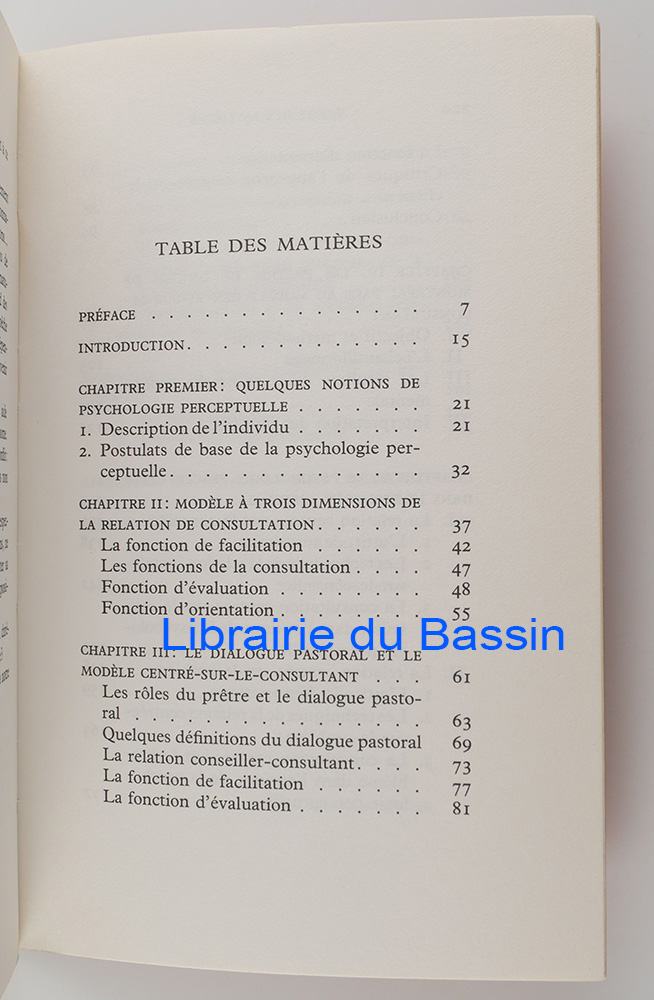 TABLE DES MATIÈRES
PRÉFACE . . . . . . . . . . . . . . . 7
INTRODUCTION. . . . . . . . . . . . . . 15
CHAPITRE PREMIER: QUELQUES NOTIONS DE
PSYCHOLOGIE PERCEPTUELLE . . . . . . . 21
1. Description de l'individu . . . . . . . 21
2. Postulats de base de la psychologie per-
ceptuelle. . . . . . . . . . . . . . 32
CHAPITRE II: MODÈLE À TROIS DIMENSIONS DE
LA RELATION DE CONSULTATION. . . . . . 37
La fonction de facilitation . . . . . . 42
Les fonctions de la consultation . . . . 47
Fonction d'évaluation . . . . . . . . 48
Fonction d'orientation . . . . . . . . 55
Librairie du Bassin
CHAPITRE III: LE DIALOGUE PASTORAL ET LE
MODÈLE CENTRÉ-SUR-LE-CONSULTANT . . . 61
Les rôles du prêtre et le dialogue pasto-
ral . . . . . . . . . . . . . . . . 63
Quelques définitions du dialogue pastoral 69
La relation conseiller-consultant. . . . 73
La fonction de facilitation . . . . . . 77
La fonction d'évaluation . . . . . . . 81